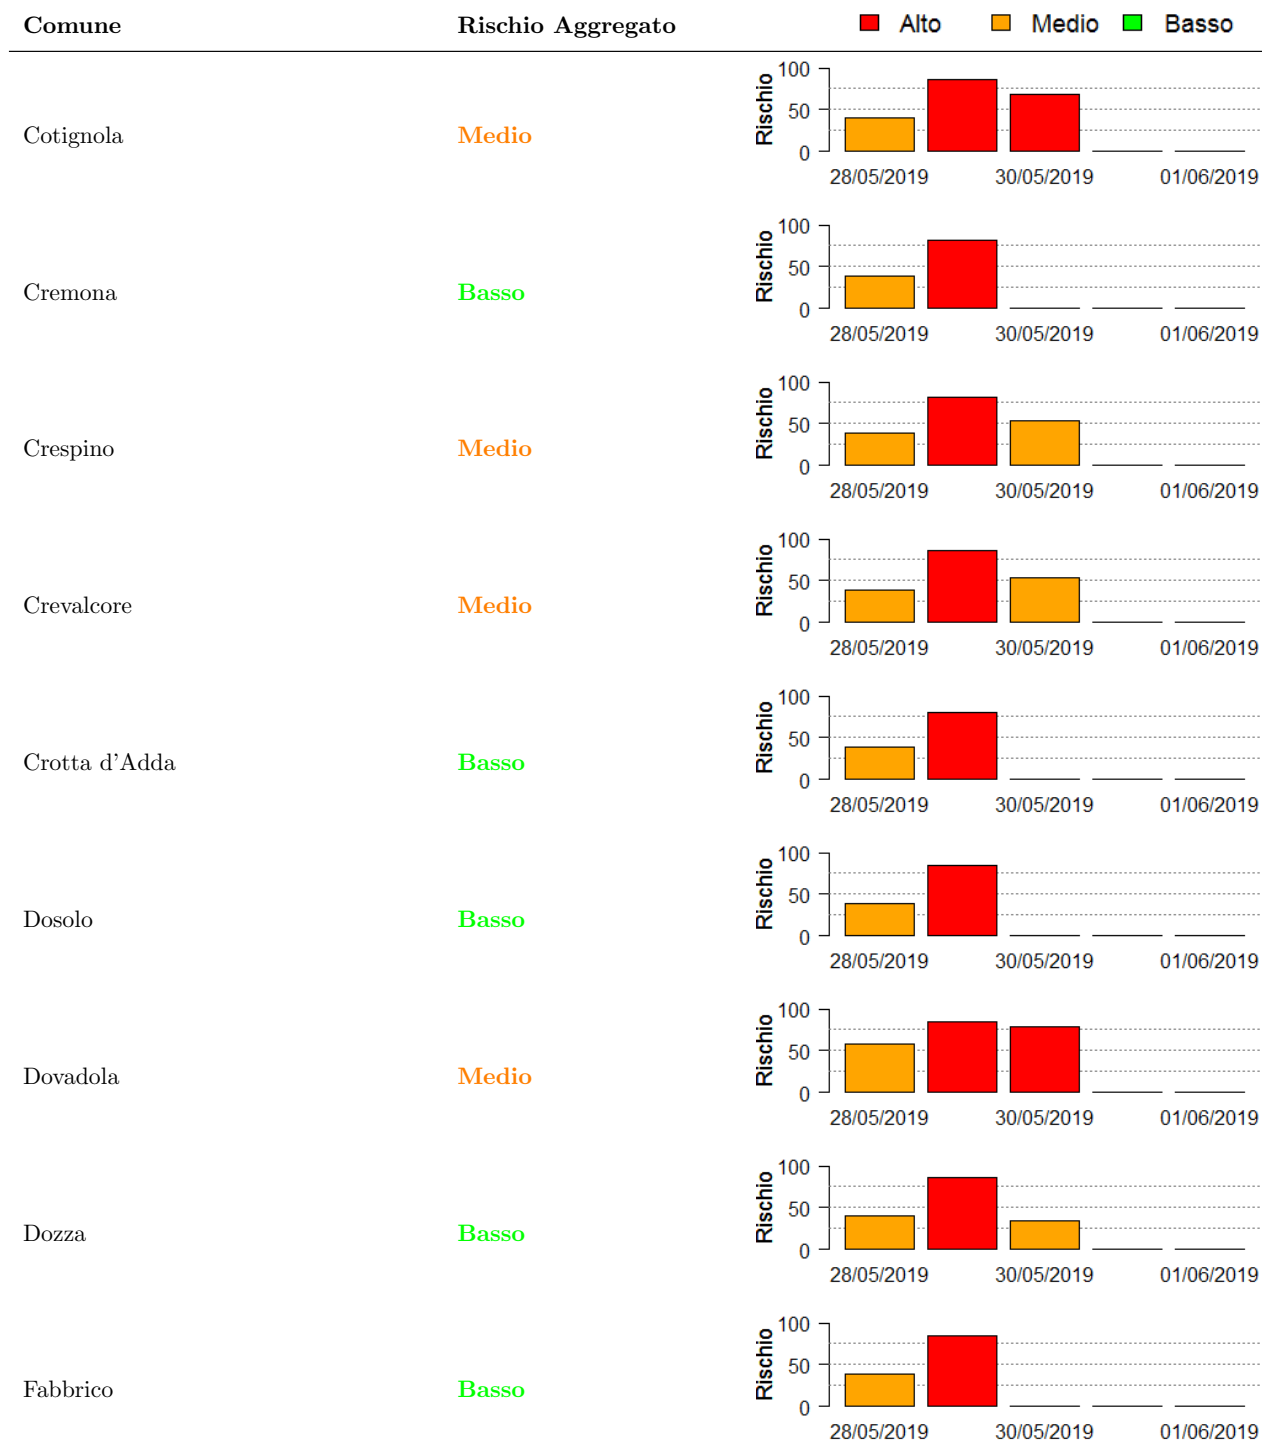 Comune Rischio Aggregato Alto Medio Basso
Cotignola Medio
Rischio
100
50
0
28/05/2019 30/05/2019 01/06/2019
Cremona Basso
Rischio
100
50
0
28/05/2019 30/05/2019 01/06/2019
Crespino Medio
Rischio
100
50
0
28/05/2019 30/05/2019 01/06/2019
Crevalcore Medio
Rischio
100
50
0
28/05/2019 30/05/2019 01/06/2019
Crotta d'Adda Basso
Rischio
100
50
0
28/05/2019 30/05/2019 01/06/2019
Dosolo Basso
Rischio
100
50
0
28/05/2019 30/05/2019 01/06/2019
Dovadola Medio
Rischio
100
50
0
28/05/2019 30/05/2019 01/06/2019
Dozza Basso
Rischio
100
50
0
28/05/2019 30/05/2019 01/06/2019
Fabbrico Basso
Rischio
100
50
0
28/05/2019 30/05/2019 01/06/2019